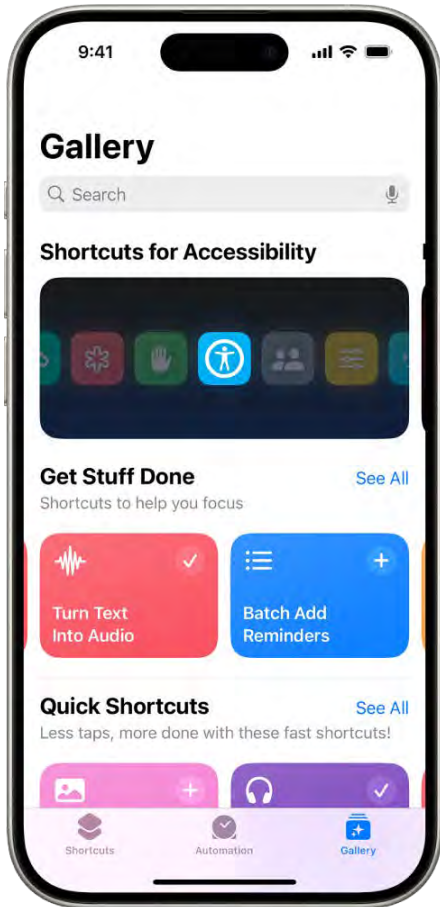 9:41
Gallery
Search
Shortcuts for Accessibility
Get Stuff Done
See All
Shortcuts to help you focus
Turn Text
Into Audio
Batch Add
Reminders
Quick Shortcuts
See All
Less taps, more done with these fast shortcuts!
Shortcuts
Automation
Gallery